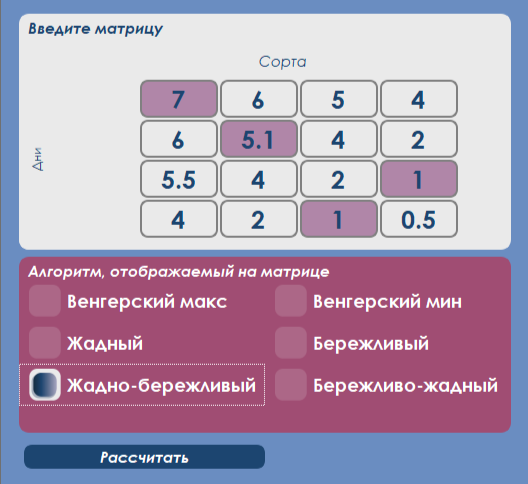 Введите матрицу
Сорта
Дни
7 6 5 4
6 5.1 4 2
5.5 4 2 1
4 2 1 0.5
Алгоритм, отображаемый на матрице
Венгерский макс Венгерский мин
Жадный Бережливый
Жадно-бережливый Бережливо-жадный
Рассчитать